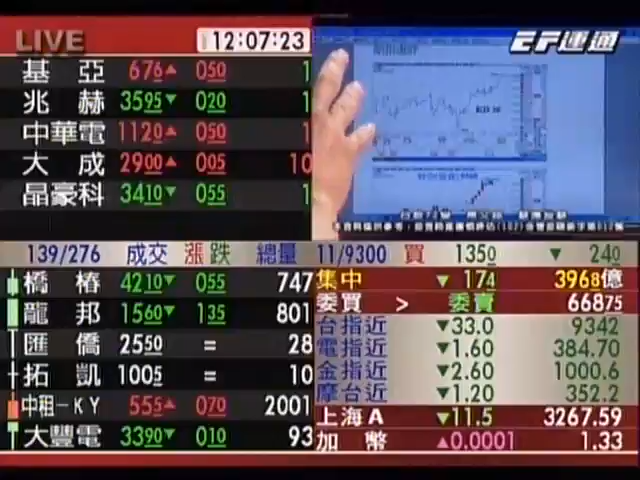 LIVE
12:07:23
基 亞 676▲ 050 1
兆 赫 3595▼ 020 1
中華電 1120▲ 050 1
大 成 2900▲ 005 10
晶豪科 3410▼ 055 1
EF運通
139/276 成交 漲跌 總量
橋 椿 4210▼ 055 747
龍 邦 1560▼ 135 801
匯 僑 2550 = 28
拓 凱 1005 = 10
中租-KY 555▲ 070 2001
大豐電 3390▼ 010 93
11/9300 買 1350 ▼ 240
集中 ▼ 174 3968億
委買 > 委賣 66875
台指近 ▼33.0 9342
電指近 ▼1.60 384.70
金指近 ▼2.60 1000.6
摩台近 ▼1.20 352.2
上海A ▼11.5 3267.59
加 幣 ▲0.0001 1.33